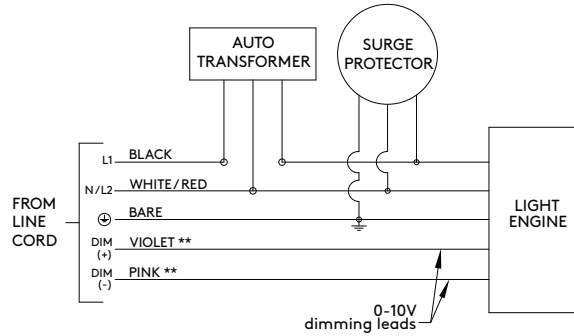 AUTO
TRANSFORMER
SURGE
PROTECTOR
L1 BLACK
N/L2 WHITE/RED
BARE
DIM
(+)
VIOLET **
DIM
(-)
PINK **
FROM
LINE
CORD
LIGHT
ENGINE
0-10V
dimming leads